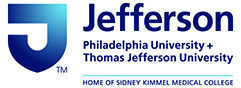 Jefferson
Philadelphia University +
Thomas Jefferson University
HOME OF SIDNEY KIMMEL MEDICAL COLLEGE
TM